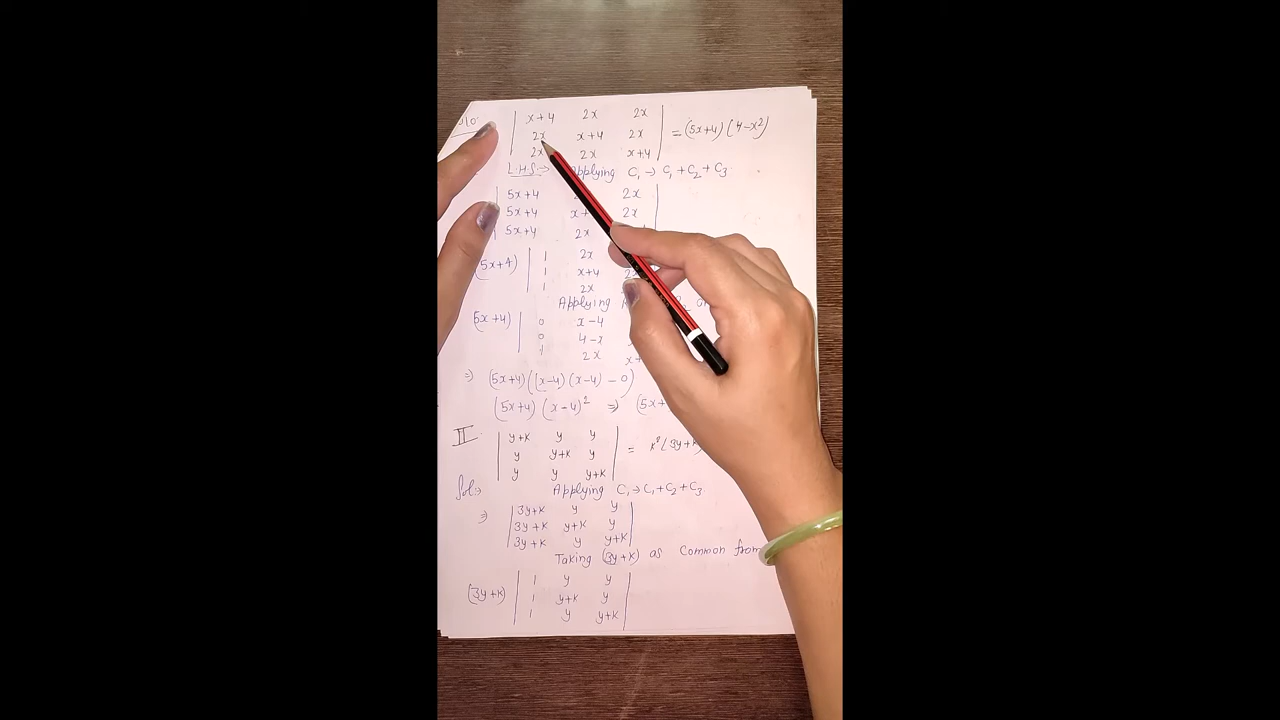 x+4 2x 2x
2x x+4 2x = (5x+4) (4-x²)
2x 2x x+4
L.H.S → Applying C₁ → C₁ + C₂ + C₃
5x+4 2x
5x+4 2x
5x+4 2x
1 2x
(5x+4) 1 x+4
1 2x
Applying
(5x+4) 0 x-4
0 4-x
1 2x
⇒ (5x+4) ((x-4) (x-4) - 0)
(5x+4) (x-4)² ⇒
II y+k y y
y y+k y =
y y y+k
Sol:→ Applying C₁→C₁+C₂+C₃
3y+k y y
⇒ 3y+k y+k y
3y+k y y+k
Taking (3y+k) as common from
1 y y
(3y+k) 1 y+k y
1 y y+k